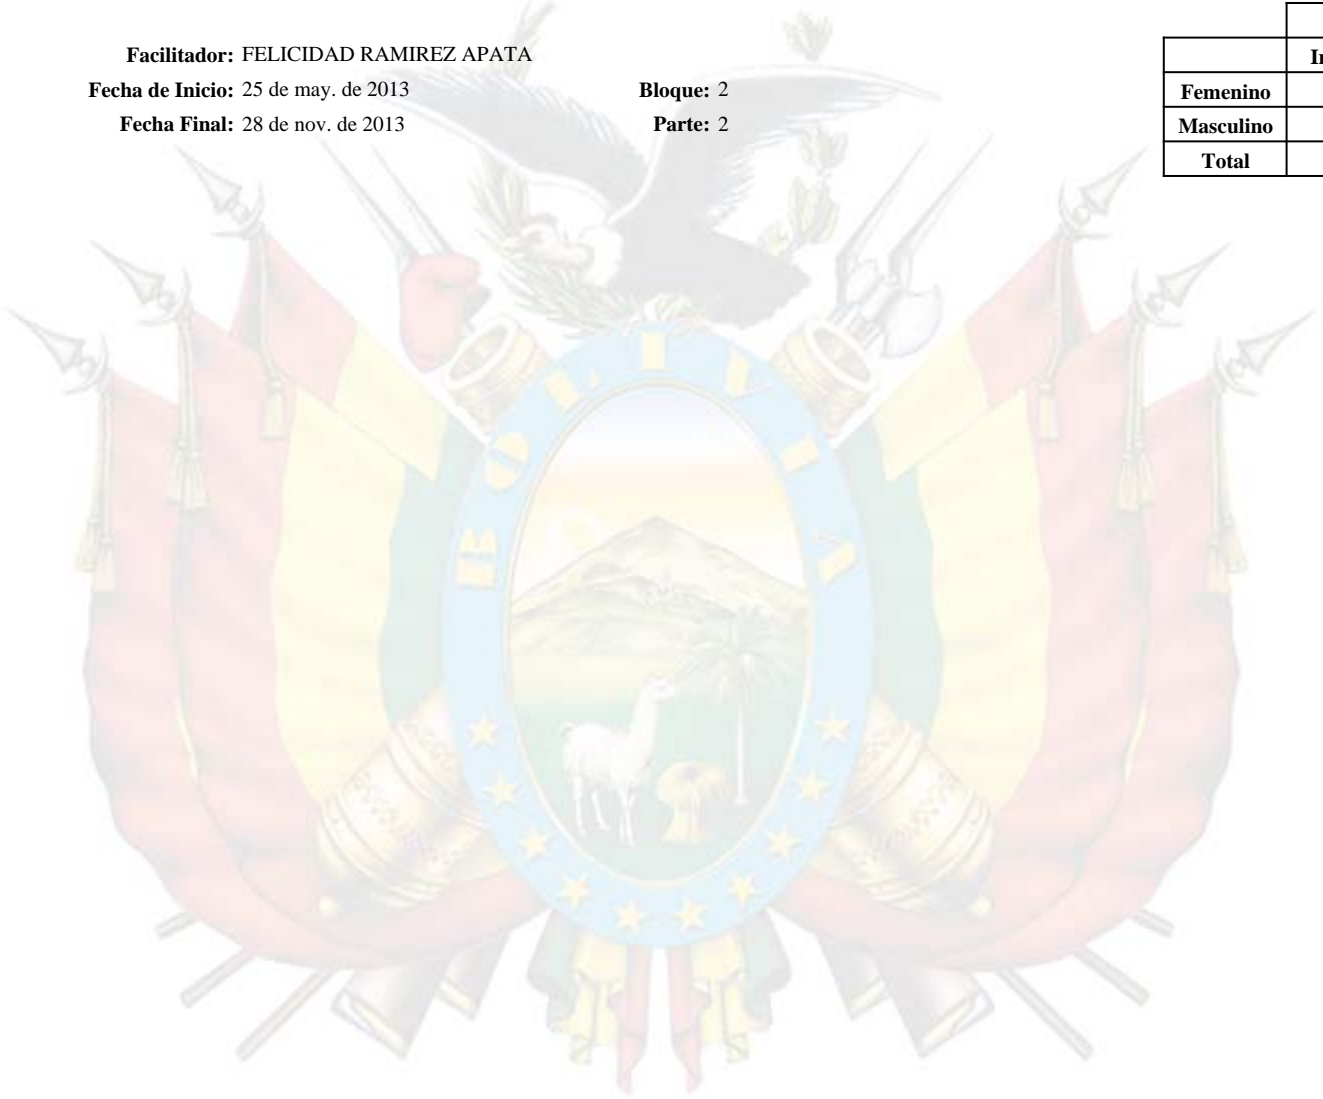 Facilitador: FELICIDAD RAMIREZ APATA
Fecha de Inicio: 25 de may. de 2013 Bloque: 2
Fecha Final: 28 de nov. de 2013 Parte: 2
Femenino
Masculino
Total
BOLIVIA